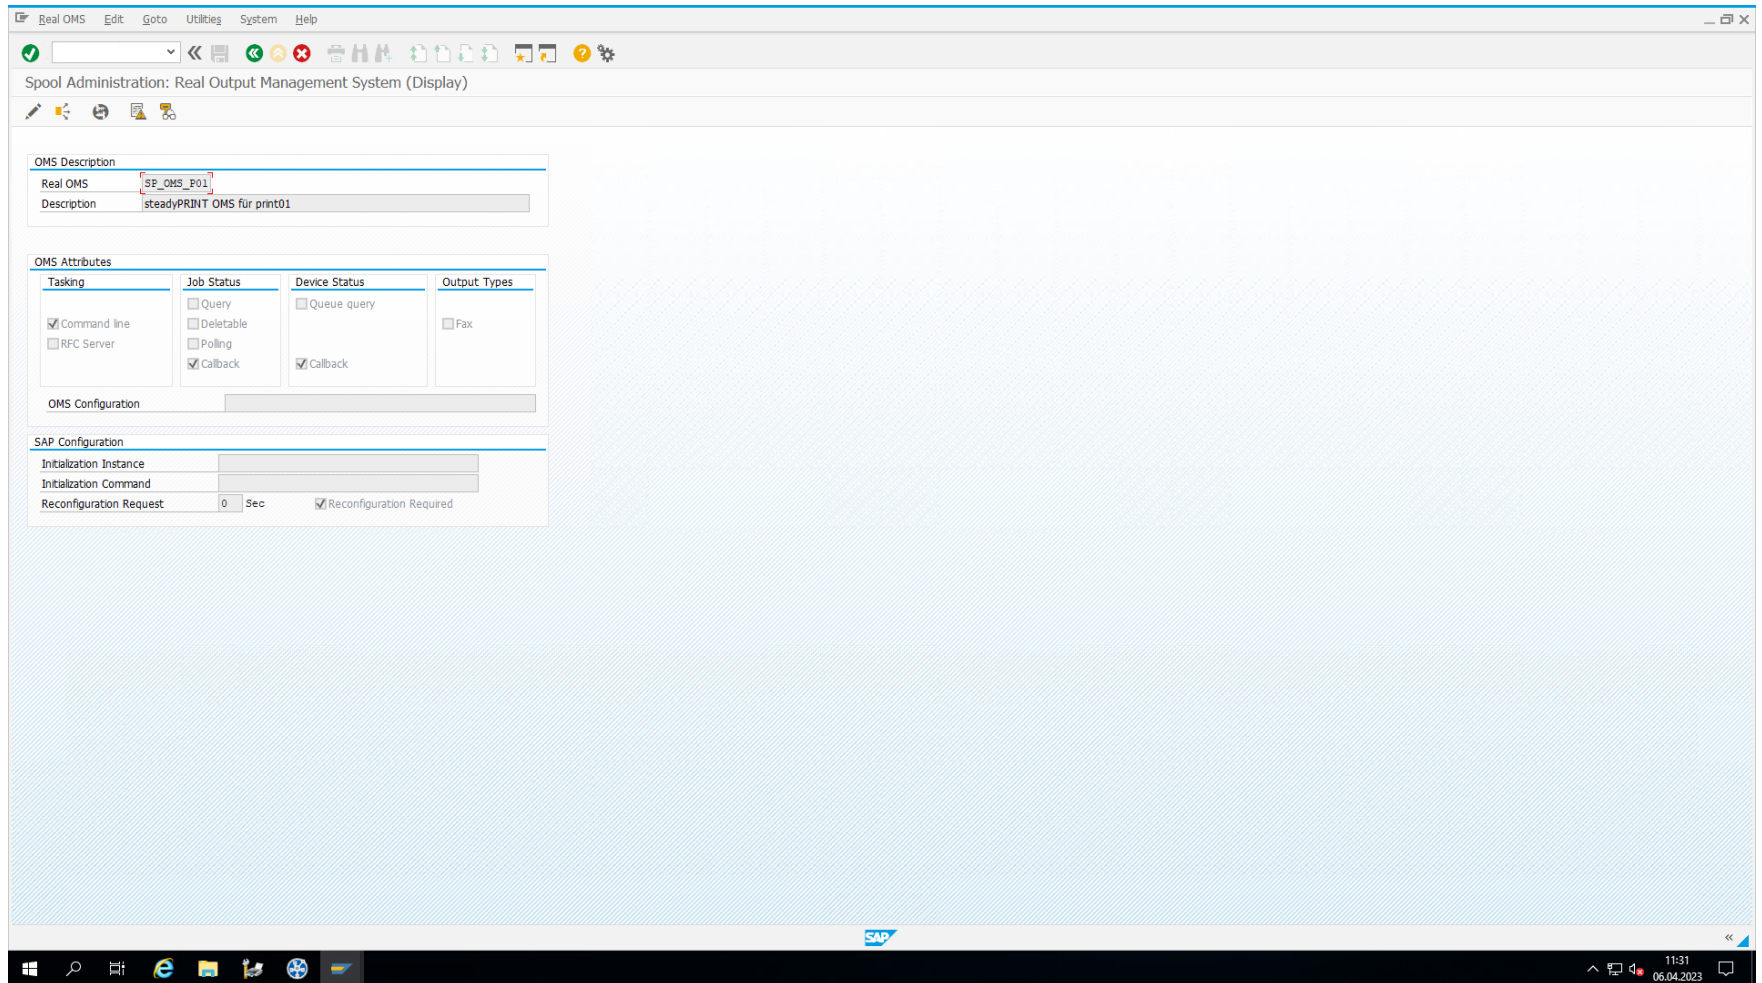 Real OMS Edit Goto Utilities System Help
Spool Administration: Real Output Management System (Display)
OMS Description
Real OMS SP_OMS_P01
Description steadyPRINT OMS für print01
OMS Attributes
Tasking Job Status Device Status Output Types
Query Queue query
Command line Deletable Fax
RFC Server Polling
Callback Callback
OMS Configuration
SAP Configuration
Initialization Instance
Initialization Command
Reconfiguration Request 0 Sec Reconfiguration Required
SAP
11:31
06.04.2023